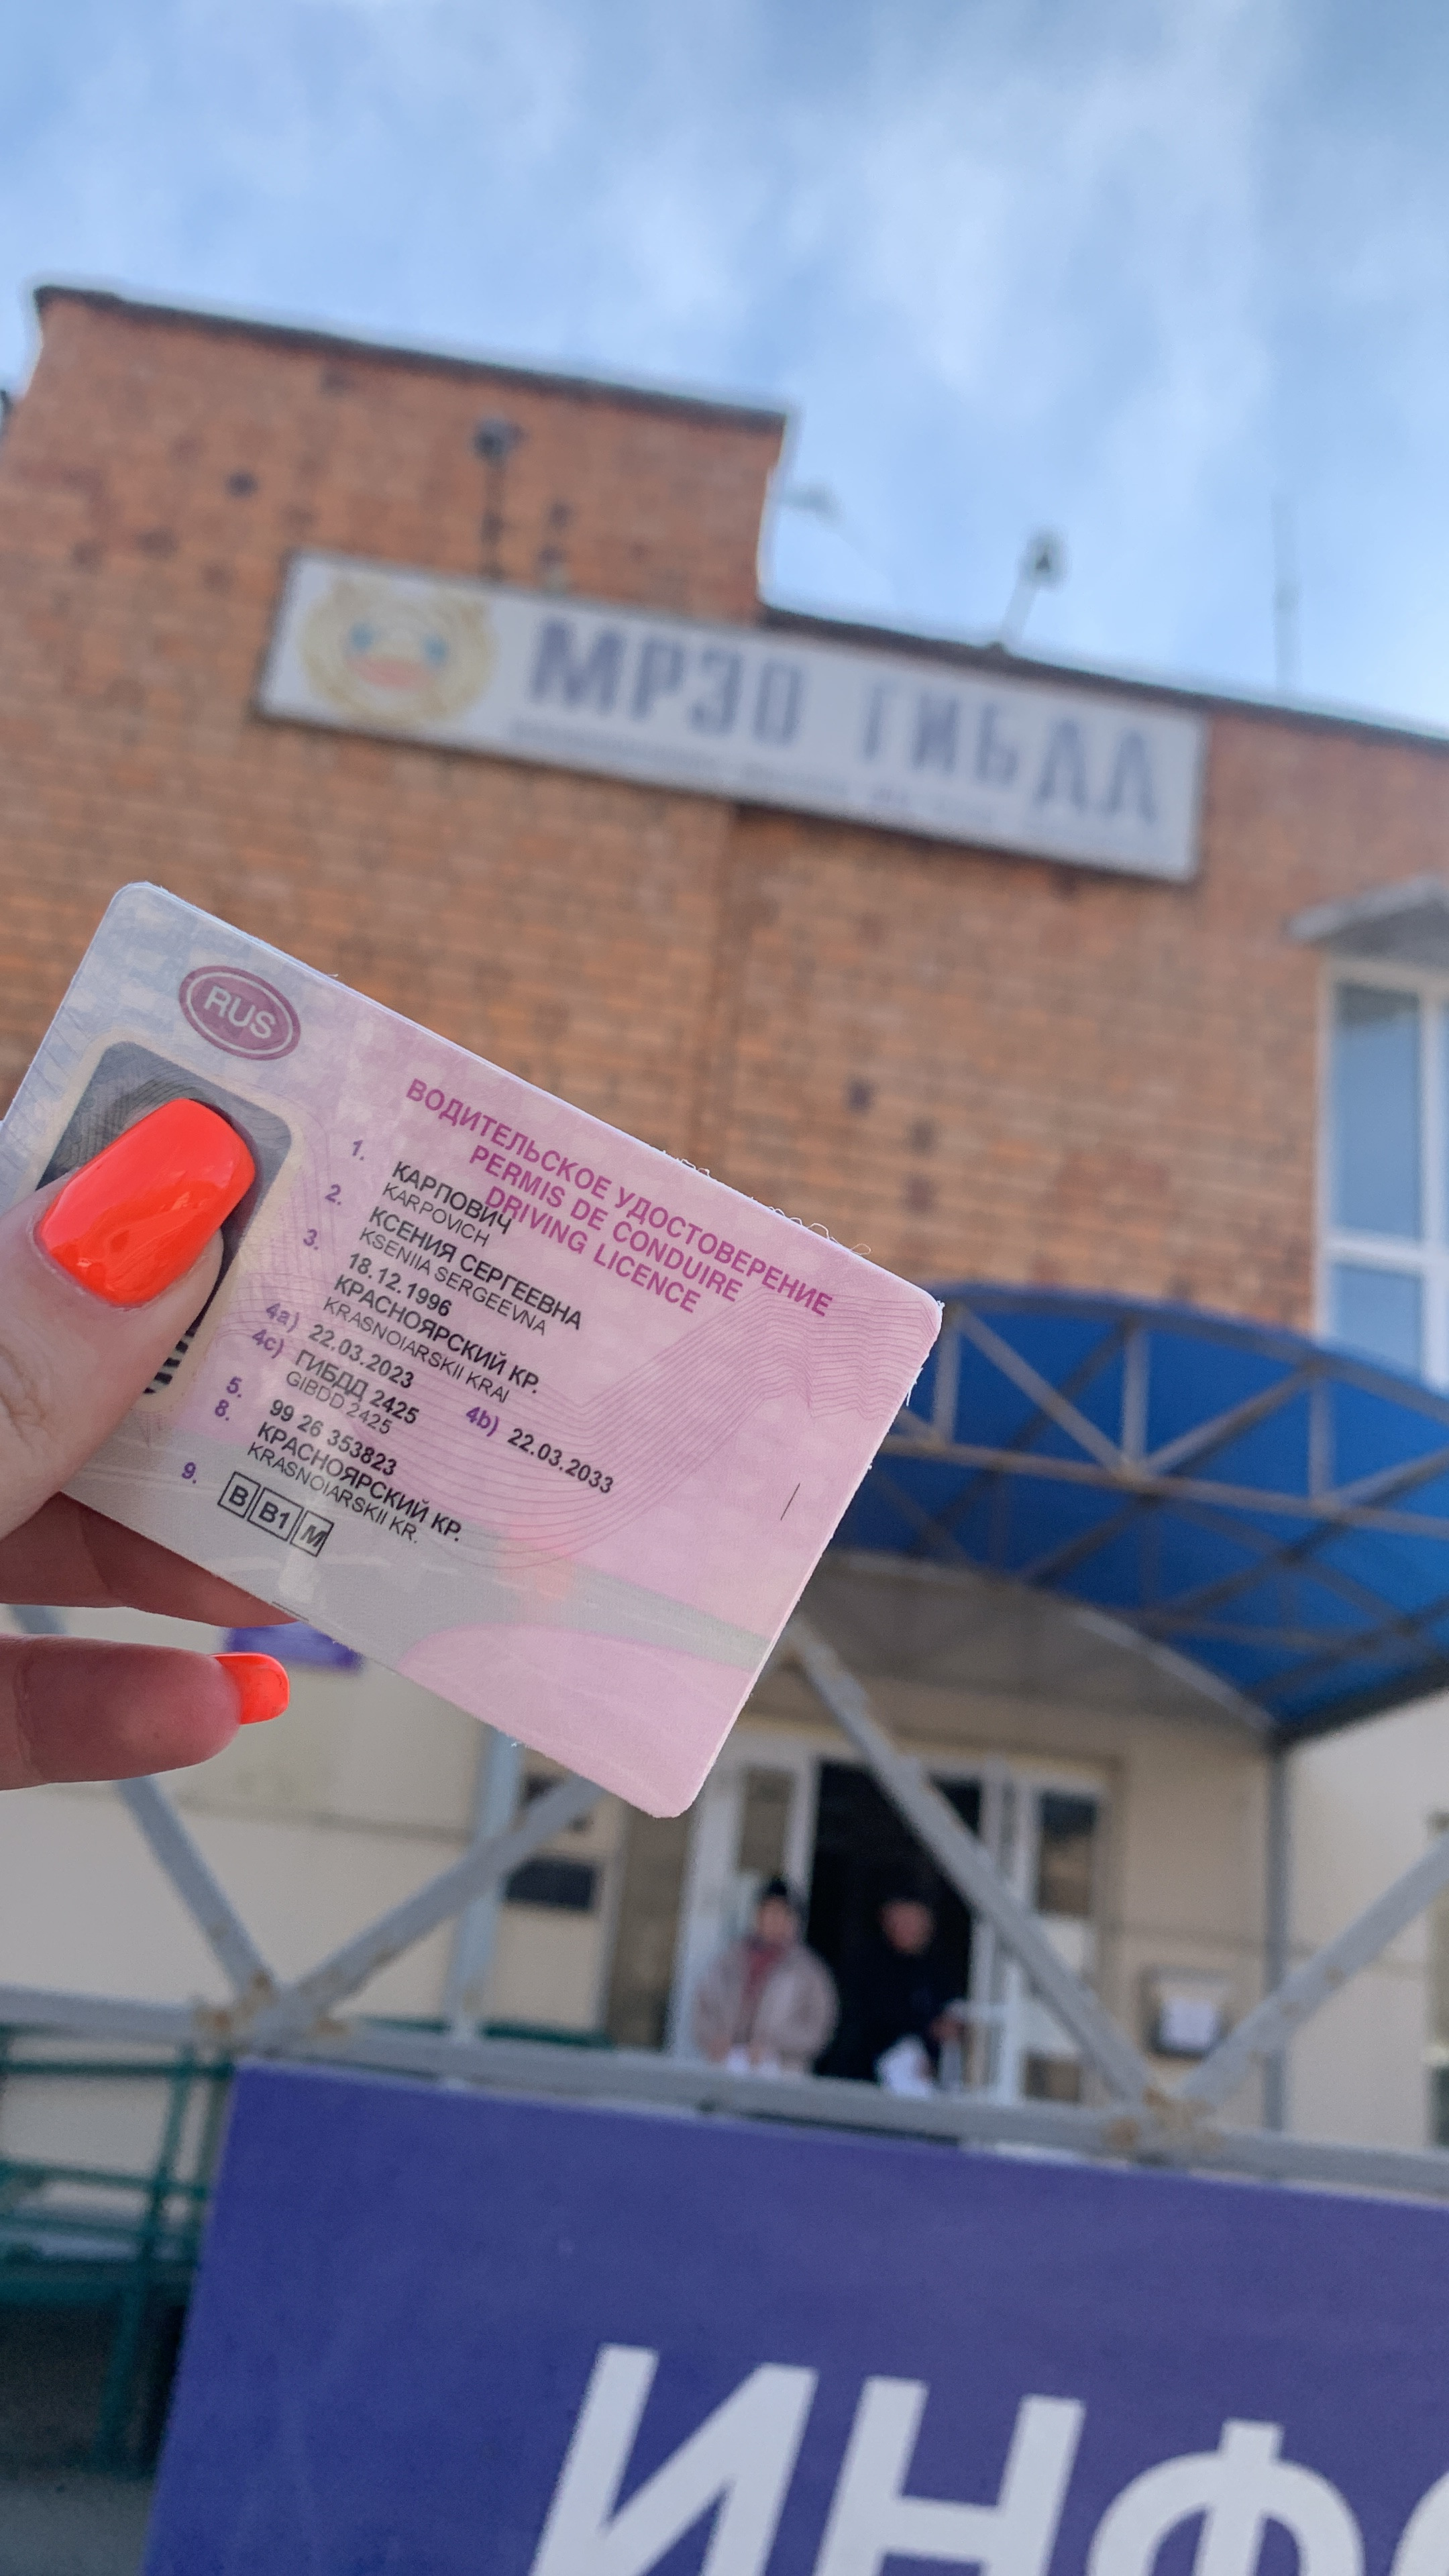 МРЭО ГИБДД
RUS
ВОДИТЕЛЬСКОЕ УДОСТОВЕРЕНИЕ
PERMIS DE CONDUIRE
DRIVING LICENCE
1. КАРПОВИЧ
KARPOVICH
2. КСЕНИЯ СЕРГЕЕВНА
KSENIIA SERGEEVNA
3. 18.12.1996
КРАСНОЯРСКИЙ КР.
KRASNOIARSKII KRAI
4a) 22.03.2023 4b) 22.03.2033
4c) ГИБДД 2425
GIBDD 2425
5. 99 26 353823
8. КРАСНОЯРСКИЙ КР.
KRASNOIARSKII KR.
9. B B1 M
ИНФО